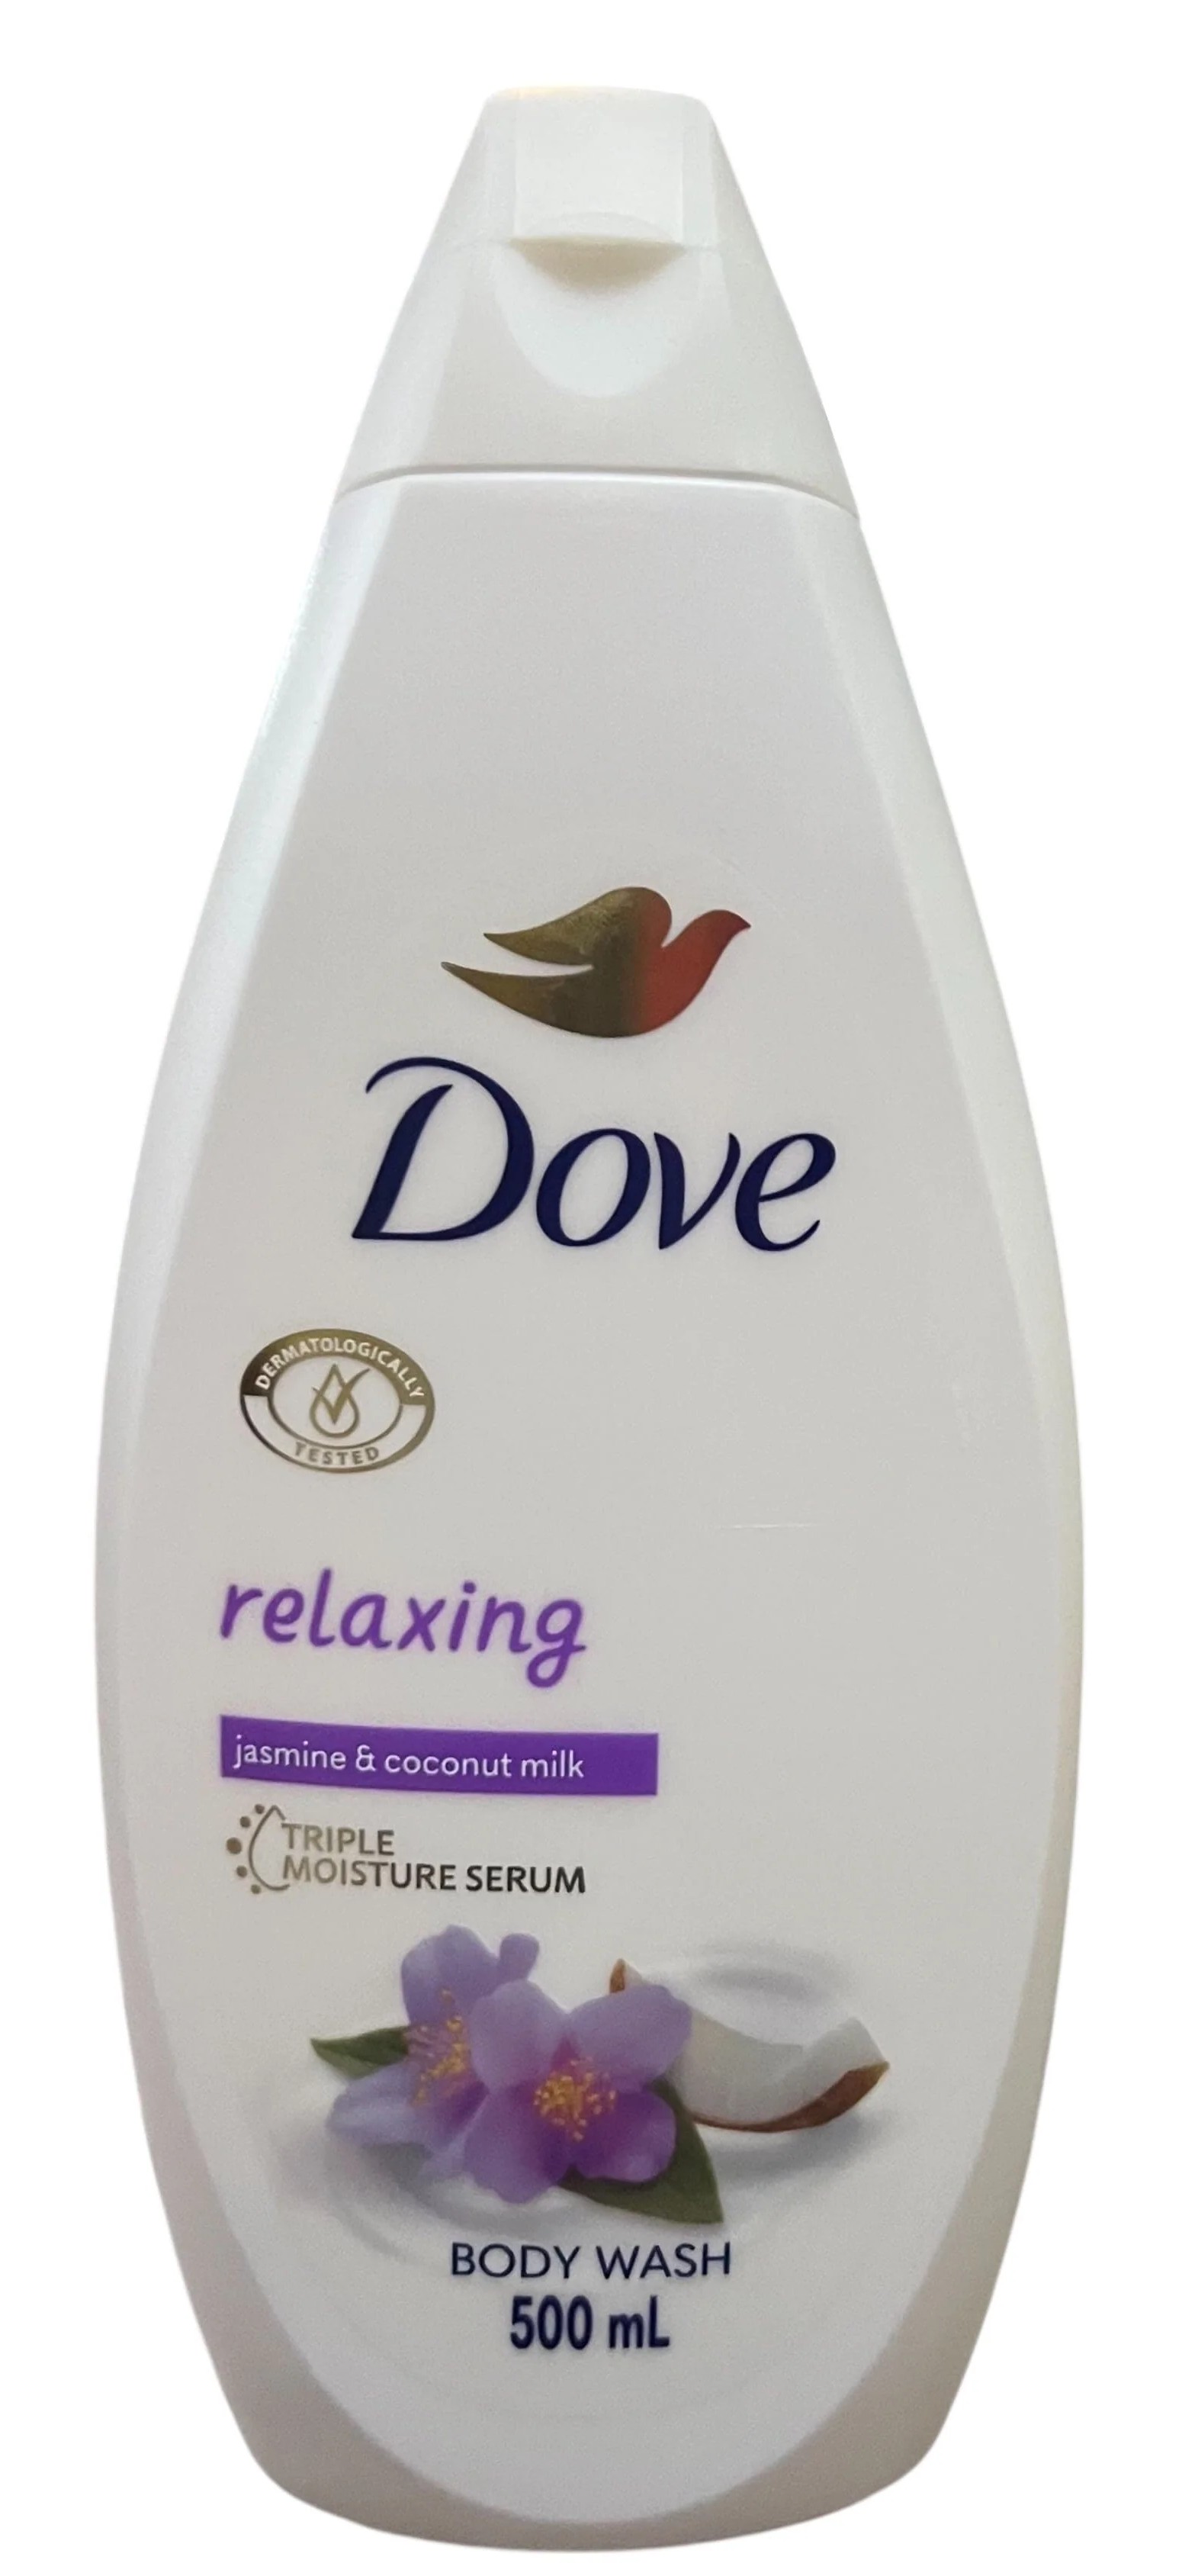 Dove
DERMATOLOGICALLY
TESTED
relaxing
jasmine & coconut milk
TRIPLE
MOISTURE SERUM
BODY WASH
500 mL